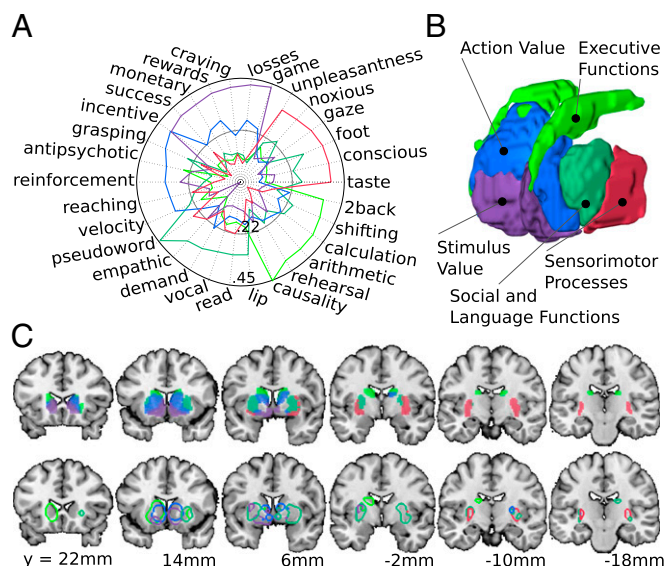 A
craving
rewards
monetary
success
incentive
grasping
antipsychotic
reinforcement
reaching
velocity
pseudoword
empathic
demand
vocal
read
lip
causality
rehearsal
arithmetic
calculation
shifting
2back
taste
conscious
foot
gaze
noxious
unpleasantness
game
losses
.22
.45
B
Action Value
Executive
Functions
Stimulus
Value
Sensorimotor
Processes
Social and
Language Functions
C
y = 22mm
14mm
6mm
-2mm
-10mm
-18mm